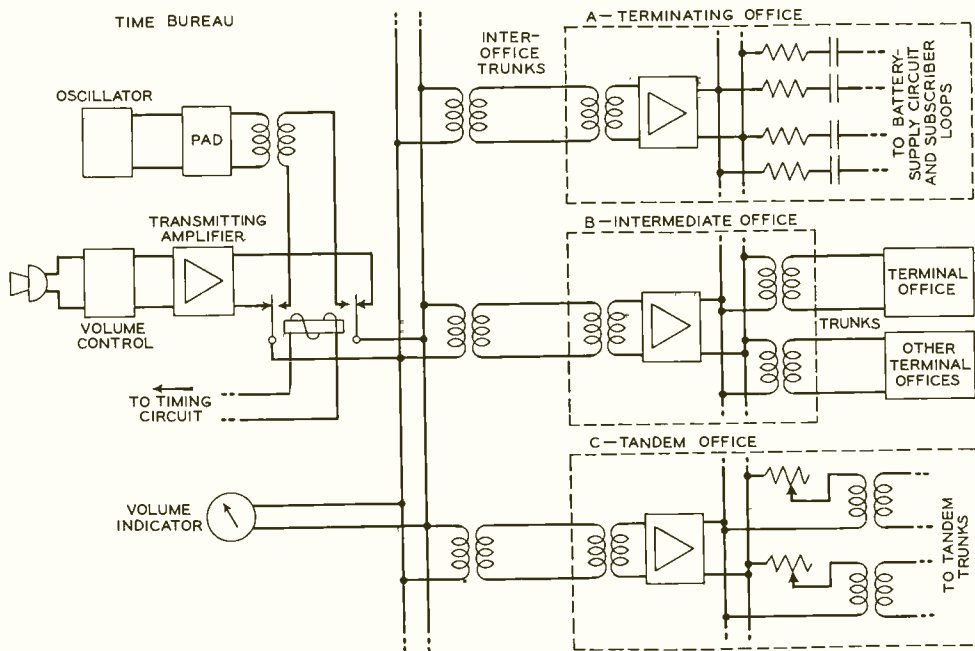 TIME BUREAU
OSCILLATOR
PAD
TRANSMITTING
AMPLIFIER
VOLUME
CONTROL
TO TIMING
CIRCUIT
VOLUME
INDICATOR
INTER-
OFFICE
TRUNKS
A-TERMINATING OFFICE
TO BATTERY-
SUPPLY CIRCUIT
AND SUBSCRIBER
LOOPS
B-INTERMEDIATE OFFICE
TERMINAL
OFFICE
TRUNKS
OTHER
TERMINAL
OFFICES
C-TANDEM OFFICE
TO TANDEM
TRUNKS